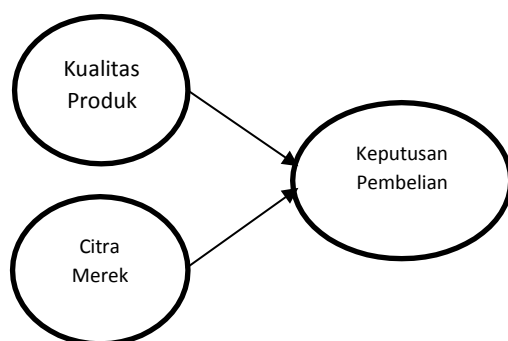 Kualitas
Produk
Keputusan
Pembelian
Citra
Merek